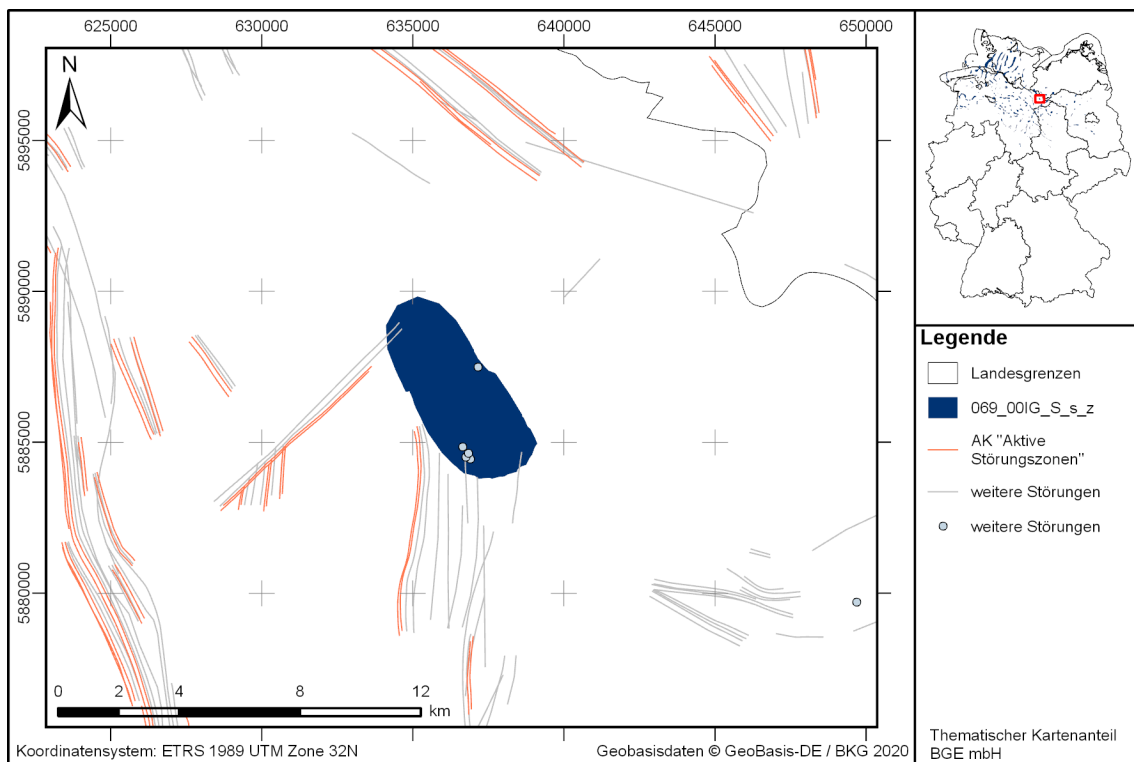 625000 630000 635000 640000 645000 650000
N
5895000
5890000
5885000
5880000
0 2 4 8 12
km
Koordinatensystem: ETRS 1989 UTM Zone 32N
Geobasisdaten © GeoBasis-DE / BKG 2020
Legende
Landesgrenzen
069_00IG_S_s_z
AK "Aktive
Störungszonen"
weitere Störungen
weitere Störungen
Thematischer Kartenanteil
BGE mbH